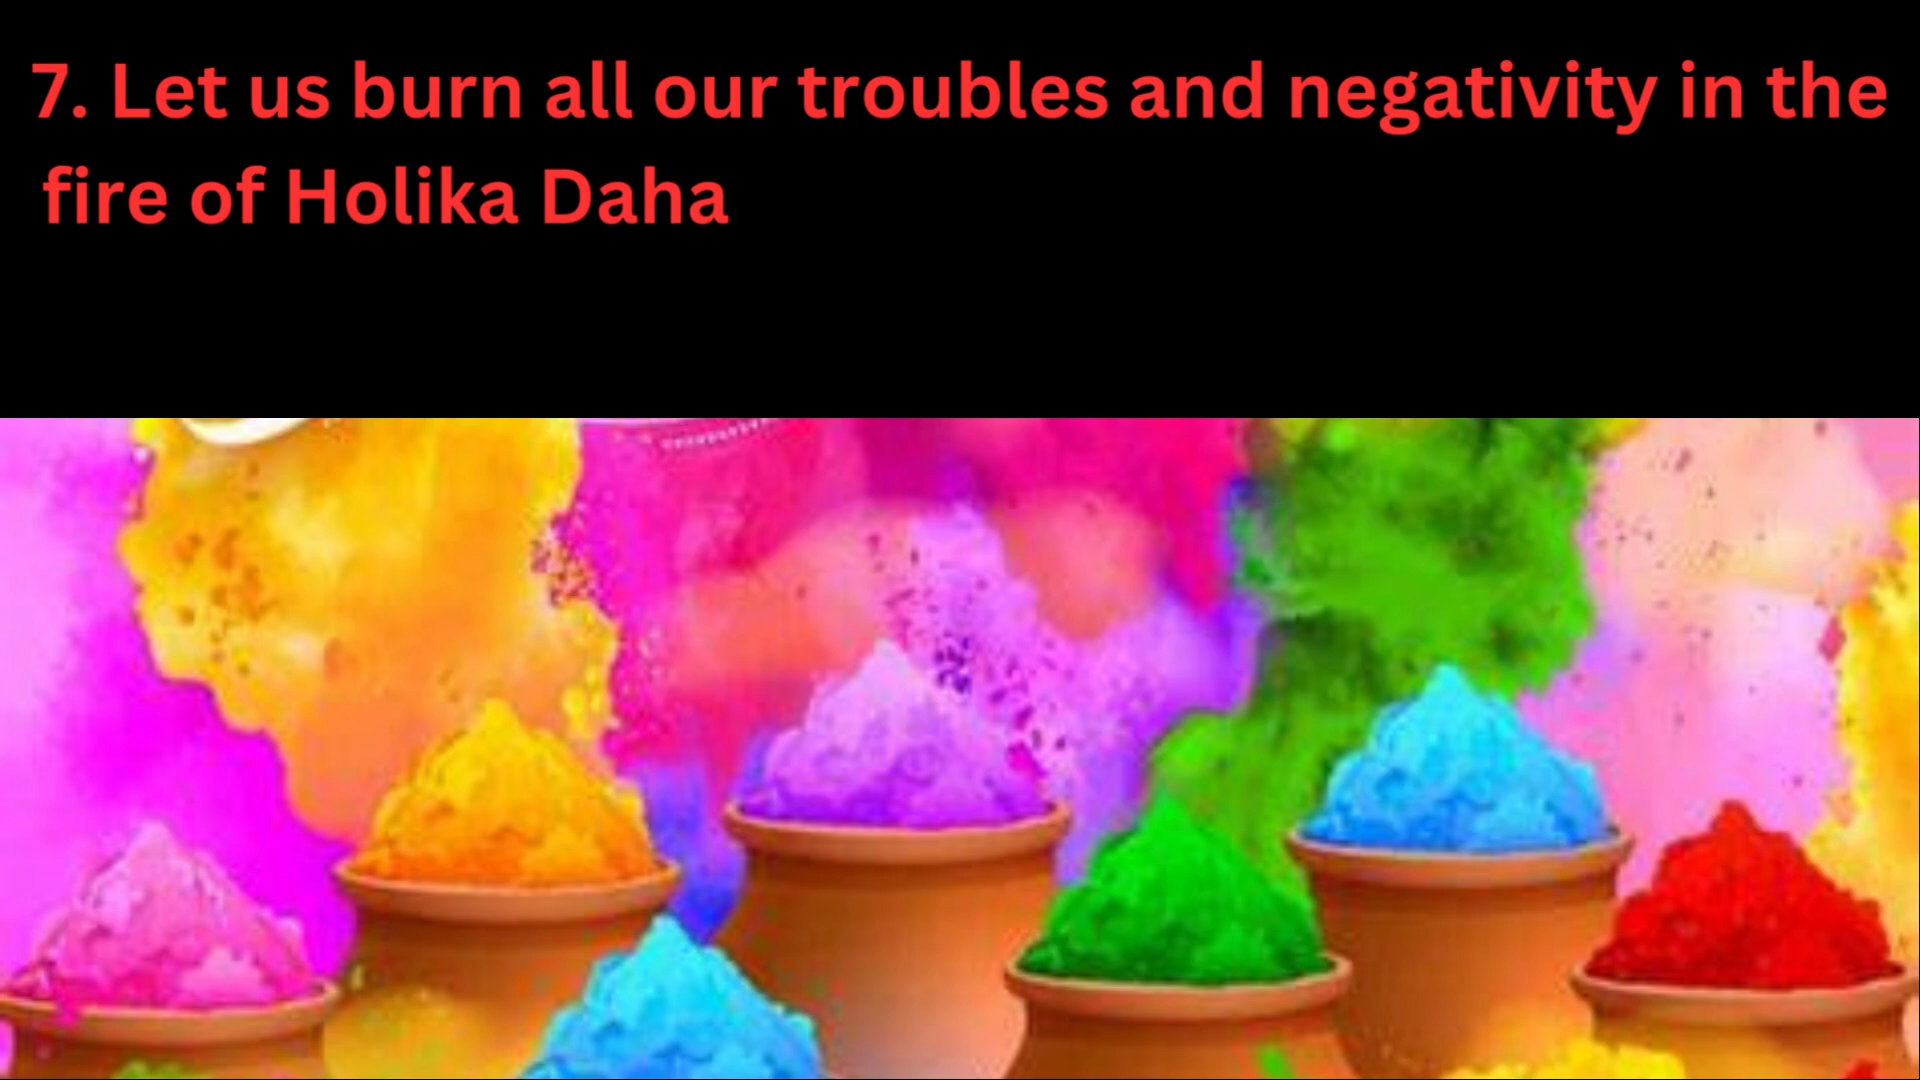 7. Let us burn all our troubles and negativity in the
fire of Holika Daha